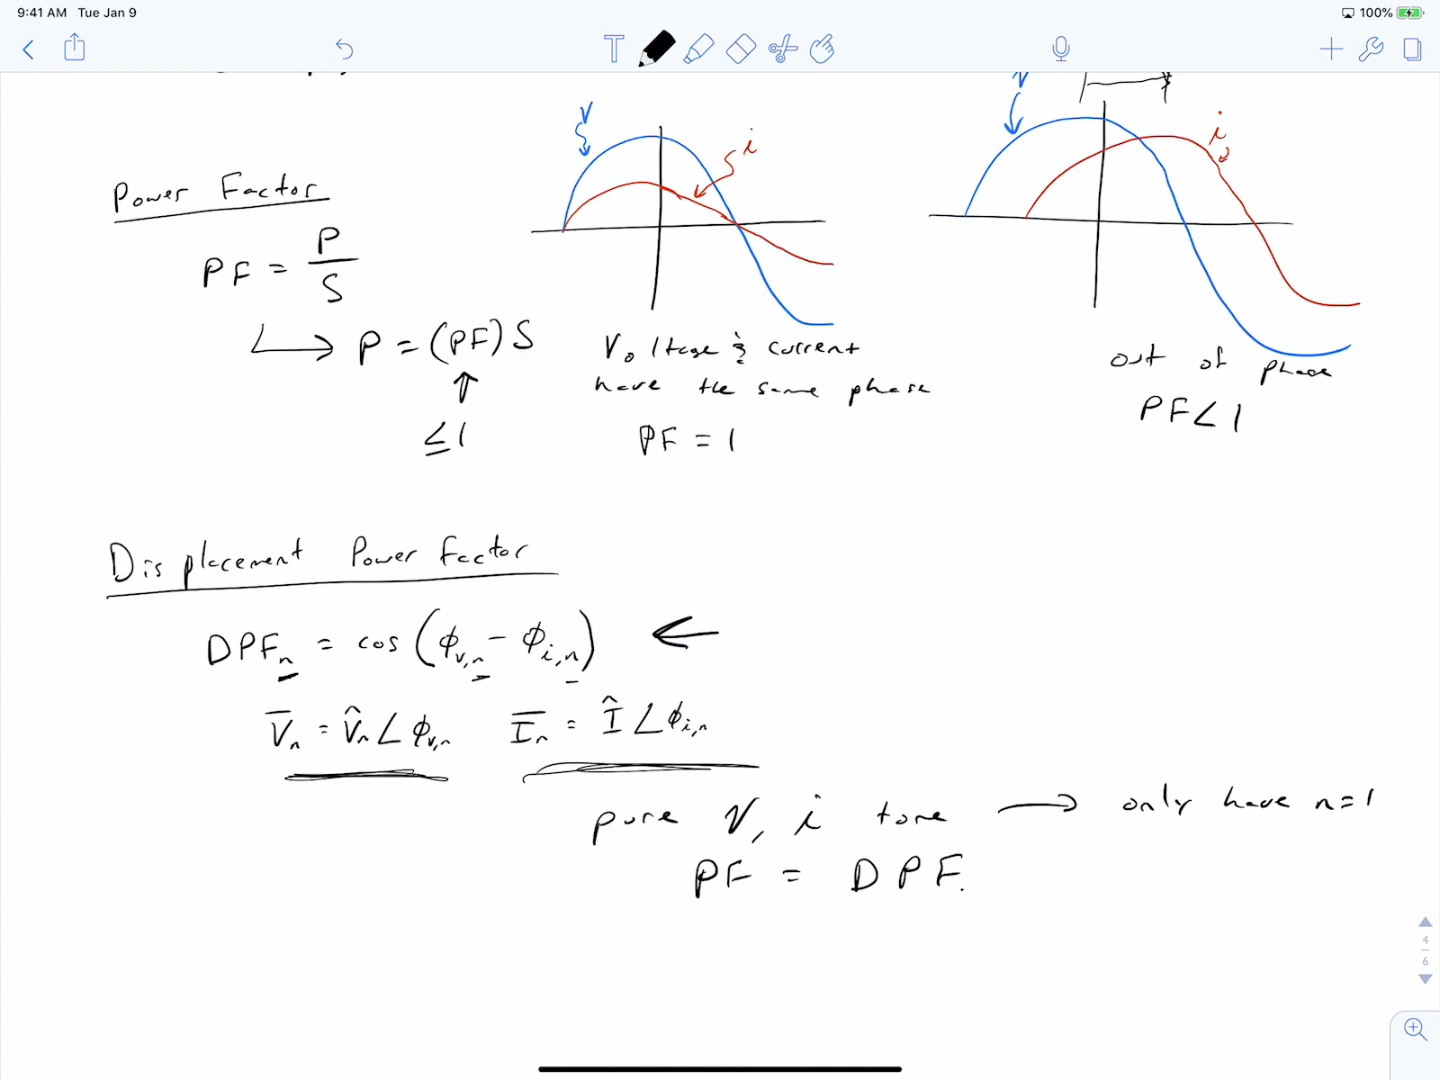 9:41 AM Tue Jan 9
100%
T
V
i
V
i
Power Factor
PF = P/S
↳ P = (PF) S
↑
≤ 1
Voltage & current
have the same phase
PF = 1
out of phase
PF < 1
Displacement Power Factor
DPFₙ = cos (ϕᵥ,ₙ − ϕᵢ,ₙ) ←
V̅ₙ = V̂ₙ ∠ ϕᵥ,ₙ I̅ₙ = Î ∠ ϕᵢ,ₙ
pure V, i tone → only have n=1
PF = DPF.
4
6